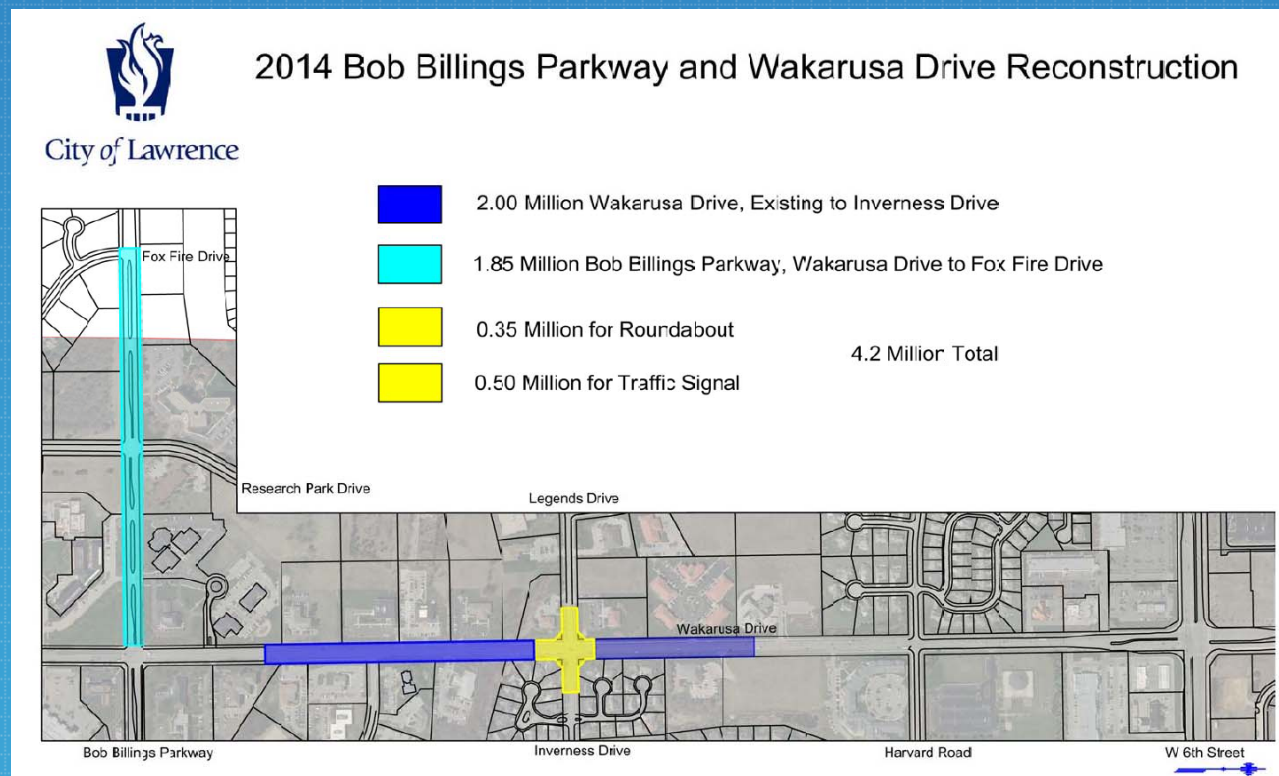 2014 Bob Billings Parkway and Wakarusa Drive Reconstruction
City of Lawrence
2.00 Million Wakarusa Drive, Existing to Inverness Drive
Fox Fire Drive
1.85 Million Bob Billings Parkway, Wakarusa Drive to Fox Fire Drive
0.35 Million for Roundabout
4.2 Million Total
0.50 Million for Traffic Signal
Research Park Drive
Legends Drive
Wakarusa Drive
Bob Billings Parkway
Inverness Drive
Harvard Road
W 6th Street